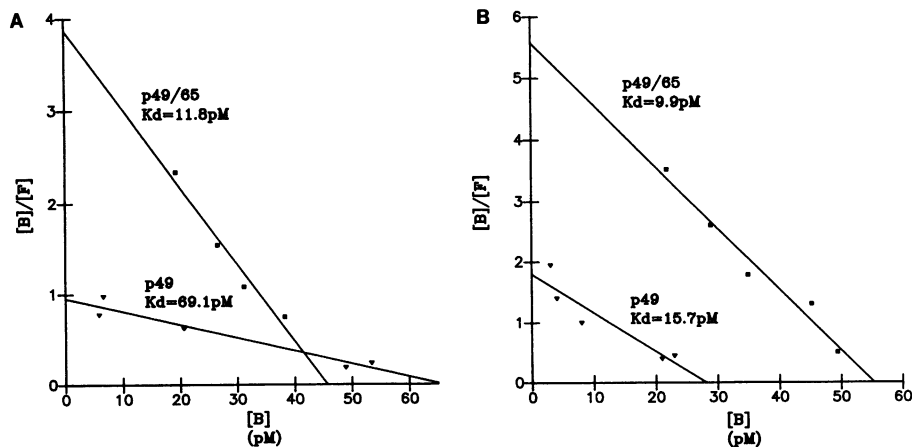 A
4
3
2
1
0
[B]/[F]
p49/65
Kd=11.8pM
p49
Kd=69.1pM
0 10 20 30 40 50 60
[B]
(pM)
B
6
5
4
3
2
1
0
[B]/[F]
p49/65
Kd=9.9pM
p49
Kd=15.7pM
0 10 20 30 40 50 60
[B]
(pM)